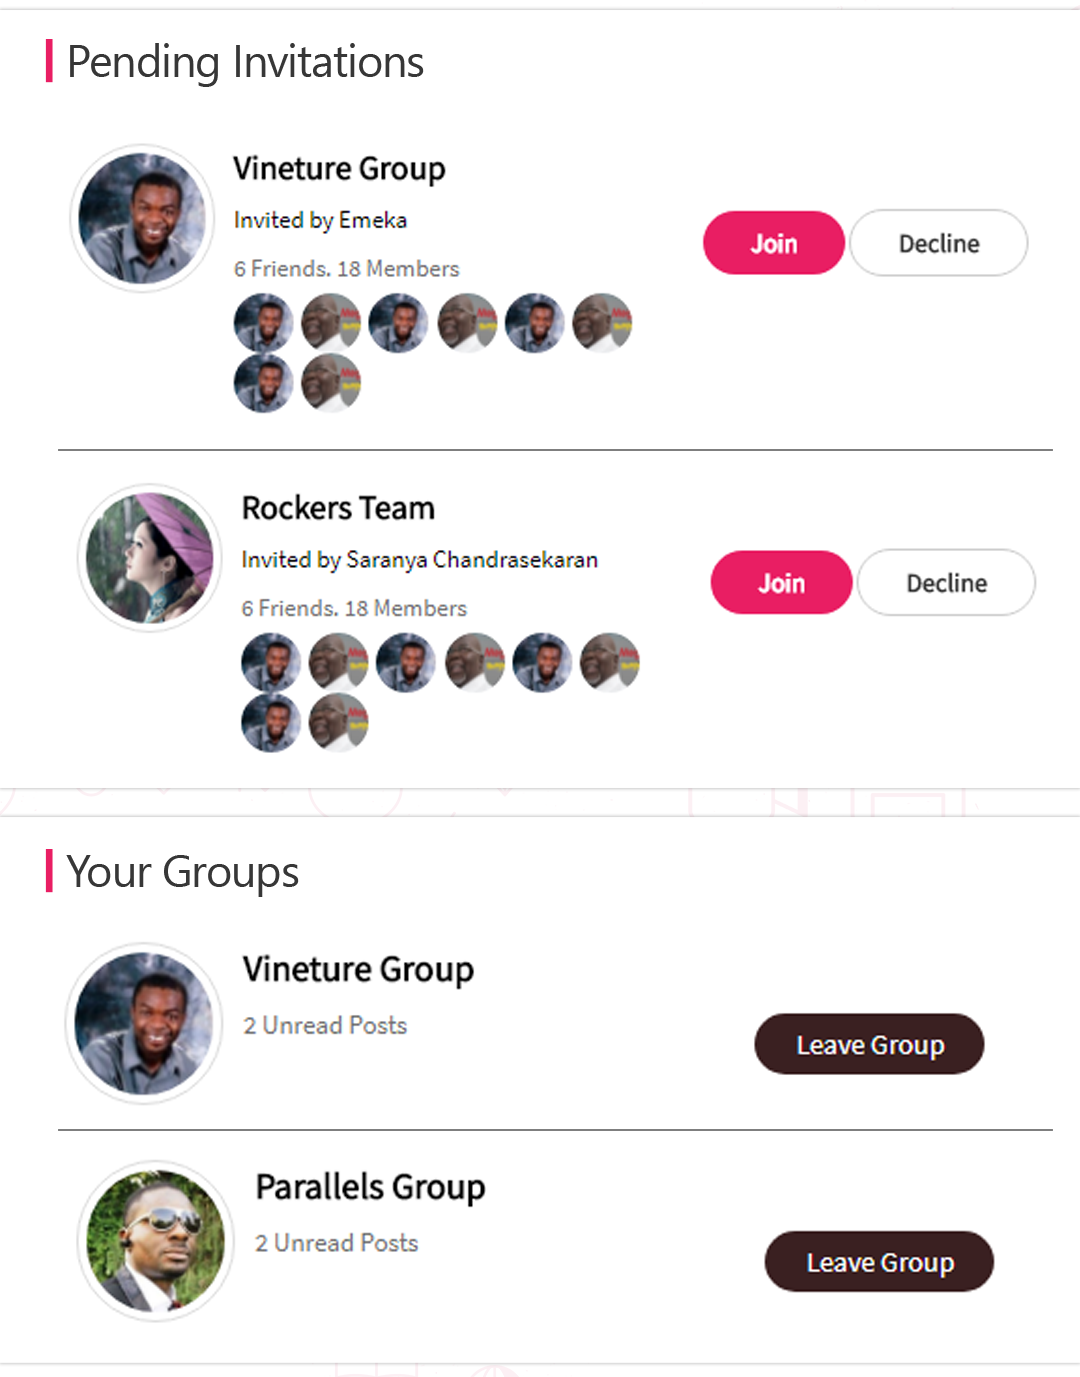 Pending Invitations
Vineture Group
Invited by Emeka
Join
Decline
6 Friends. 18 Members
Rockers Team
Invited by Saranya Chandrasekaran
Join
Decline
6 Friends. 18 Members
Your Groups
Vineture Group
2 Unread Posts
Leave Group
Parallels Group
2 Unread Posts
Leave Group